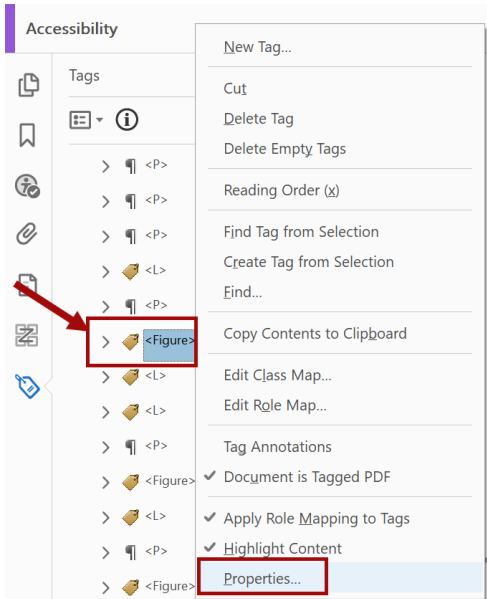 Accessibility
Tags
<P>
<P>
<P>
<L>
<P>
<Figure>
<L>
<L>
<P>
<Figure>
<L>
<P>
<Figure>
New Tag...
Cut
Delete Tag
Delete Empty Tags
Reading Order (x)
Find Tag from Selection
Create Tag from Selection
Find...
Copy Contents to Clipboard
Edit Class Map...
Edit Role Map...
Tag Annotations
Document is Tagged PDF
Apply Role Mapping to Tags
Highlight Content
Properties...